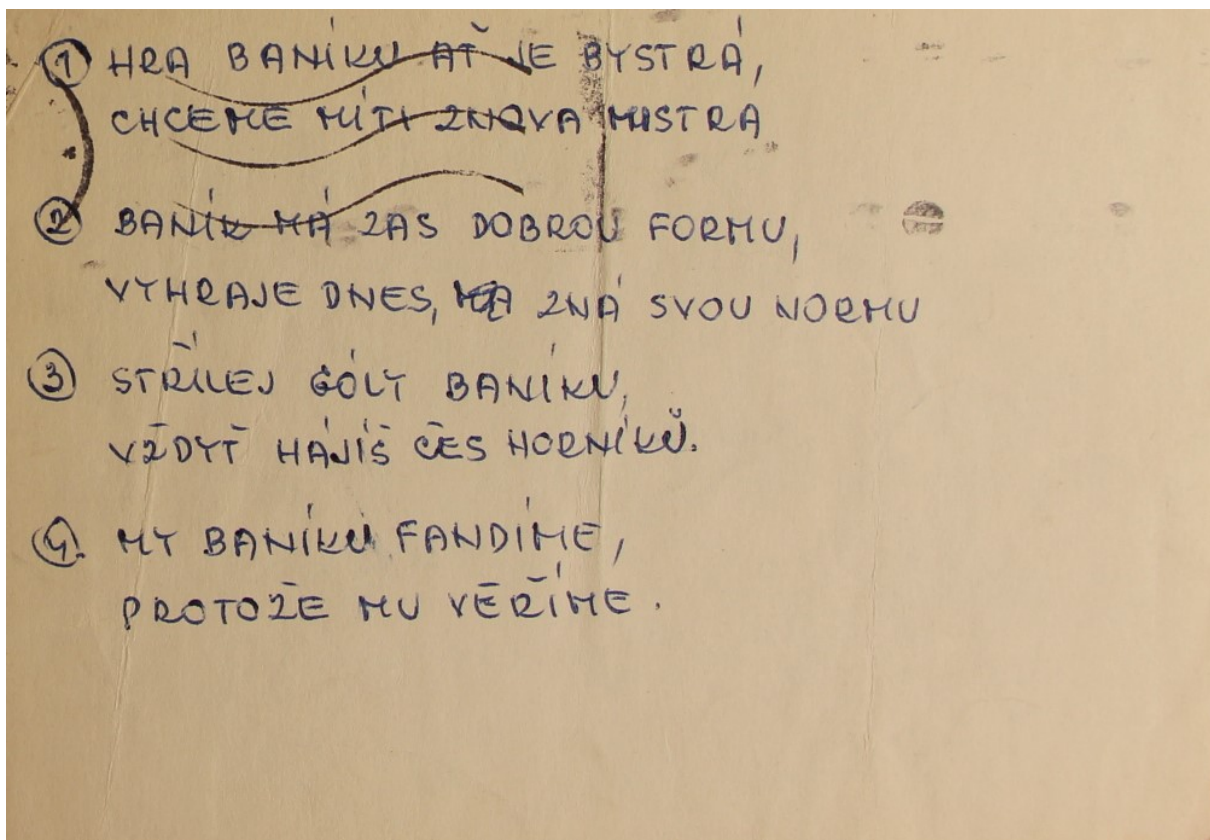 ① HRA BANÍKU AŤ JE BYSTRÁ,
CHCEME MÍTI ZNOVA MISTRA
② BANÍK MÁ ZAS DOBROU FORMU,
VYHRAJE DNES, ZNÁ SVOU NORMU
③ STŘÍLEJ GÓLY BANÍKU,
VŽDYŤ HÁJÍŠ ČES HORNÍKŮ.
④. MY BANÍKU FANDÍME,
PROTOŽE MU VĚŘÍME.